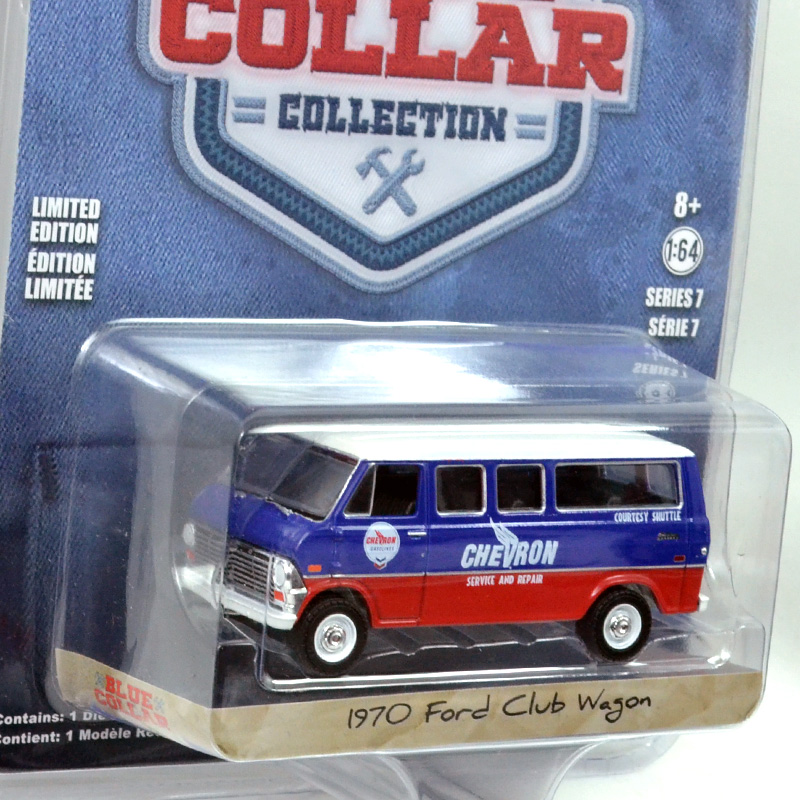 COLLAR
COLLECTION
LIMITED
EDITION
ÉDITION
LIMITÉE
8+
1:64
SERIES 7
SÉRIE 7
COURTESY SHUTTLE
CHEVRON
GASOLINES
CHEVRON
SERVICE AND REPAIR
BLUE
COLLAR
1970 Ford Club Wagon
Contains: 1
Contient: 1 Modèle